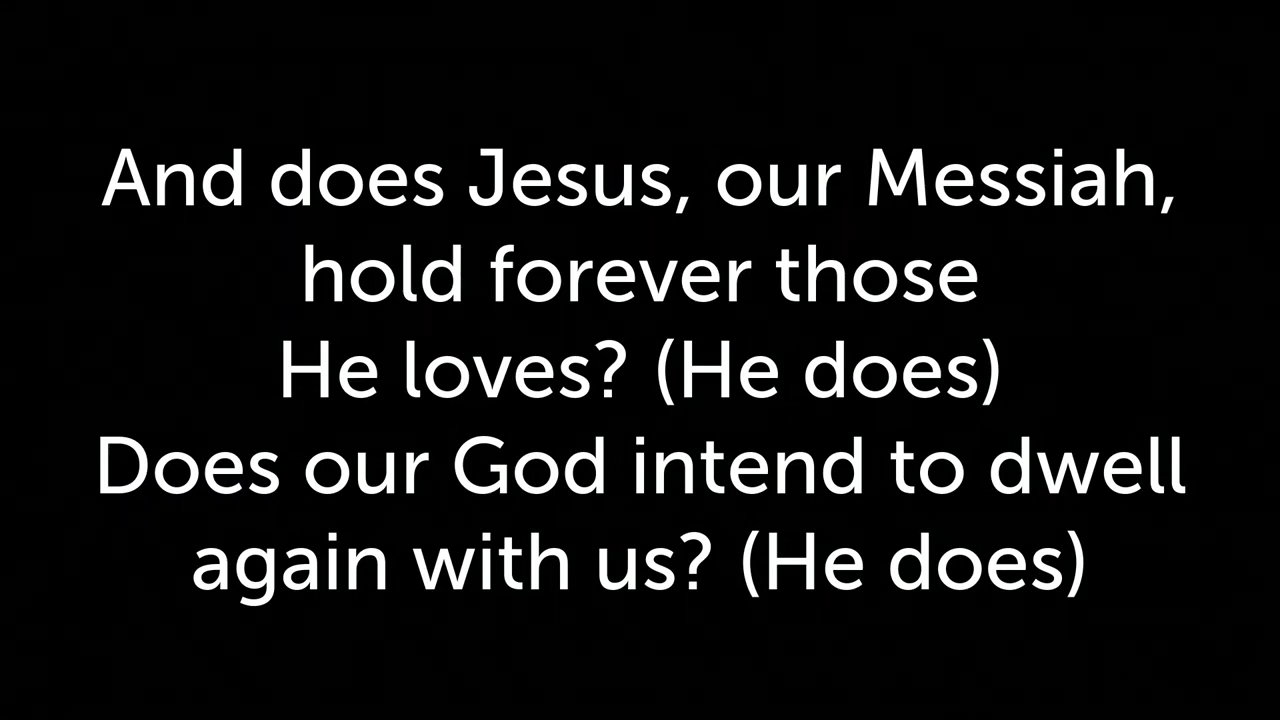 And does Jesus, our Messiah,
hold forever those
He loves? (He does)
Does our God intend to dwell
again with us? (He does)